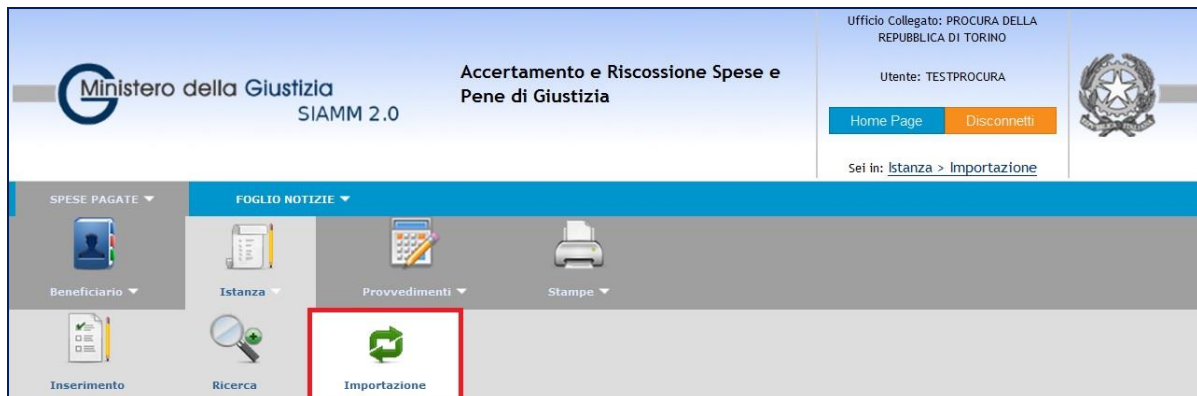 Ufficio Collegato: PROCURA DELLA
REPUBBLICA DI TORINO
Ministero della Giustizia
SIAMM 2.0
Accertamento e Riscossione Spese e
Pene di Giustizia
Utente: TESTPROCURA
Home Page Disconnetti
Sei in: Istanza > Importazione
SPESE PAGATE FOGLIO NOTIZIE
Beneficiario Istanza Provvedimenti Stampe
Inserimento Ricerca Importazione